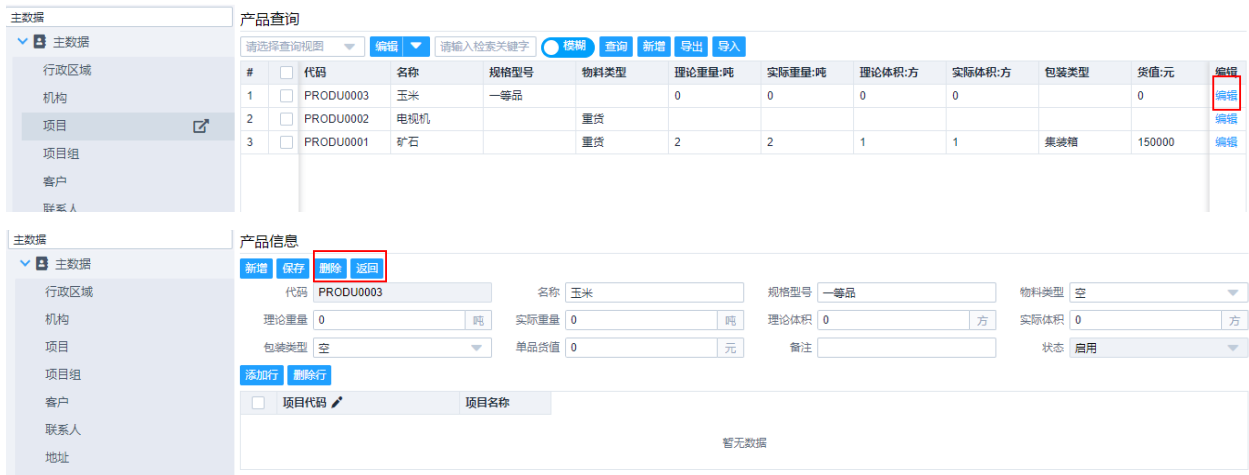 主数据
主数据
行政区域
机构
项目
项目组
客户
联系人
产品查询
请选择查询视图 编辑 请输入检索关键字 模糊 查询 新增 导出 导入
# 代码 名称 规格型号 物料类型 理论重量:吨 实际重量:吨 理论体积:方 实际体积:方 包装类型 货值:元 编辑
1 PRODU0003 玉米 一等品 0 0 0 0 0 编辑
2 PRODU0002 电视机 重货 编辑
3 PRODU0001 矿石 重货 2 2 1 1 集装箱 150000 编辑
主数据
主数据
行政区域
机构
项目
项目组
客户
联系人
地址
产品信息
新增 保存 删除 返回
代码 PRODU0003 名称 玉米 规格型号 一等品 物料类型 空
理论重量 0 吨 实际重量 0 吨 理论体积 0 方 实际体积 0 方
包装类型 空 单品货值 0 元 备注 状态 启用
添加行 删除行
项目代码 项目名称
暂无数据